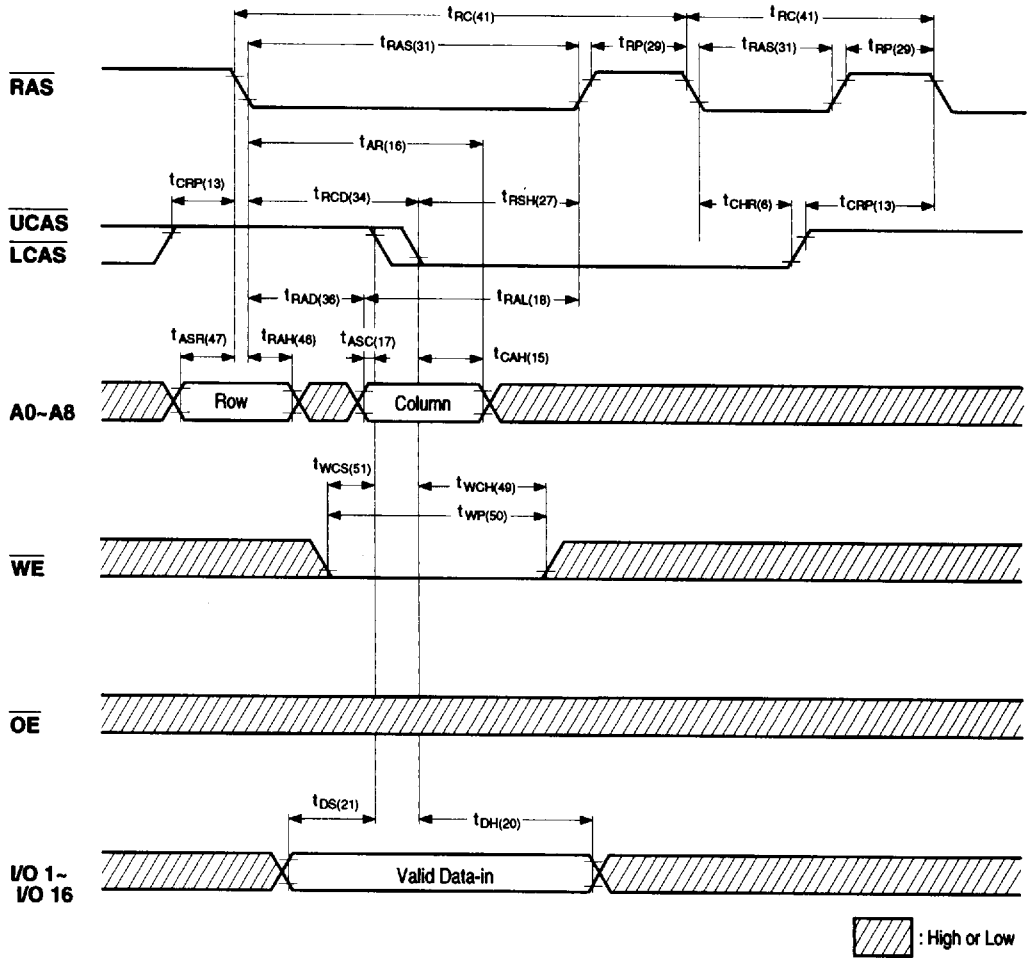 tRC(41) tRC(41)
tRAS(31) tRP(29) tRAS(31) tRP(29)
RAS
tAR(16)
tCRP(13) tRCD(34) tRSH(27) tCHR(6) tCRP(13)
UCAS
LCAS
tRAD(36) tRAL(18)
tASR(47) tRAH(46) tASC(17) tCAH(15)
A0~A8 Row Column
tWCS(51) tWCH(49)
tWP(50)
WE
OE
tDS(21) tDH(20)
I/O 1~
I/O 16
Valid Data-in
: High or Low